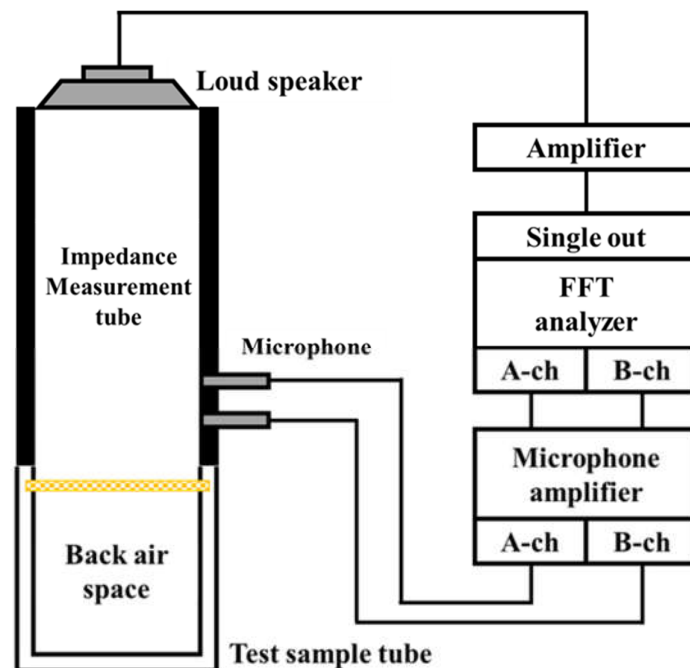 Loud speaker
Amplifier
Single out
FFT
analyzer
A-ch
B-ch
Impedance
Measurement
tube
Microphone
Microphone
amplifier
A-ch
B-ch
Back air
space
Test sample tube